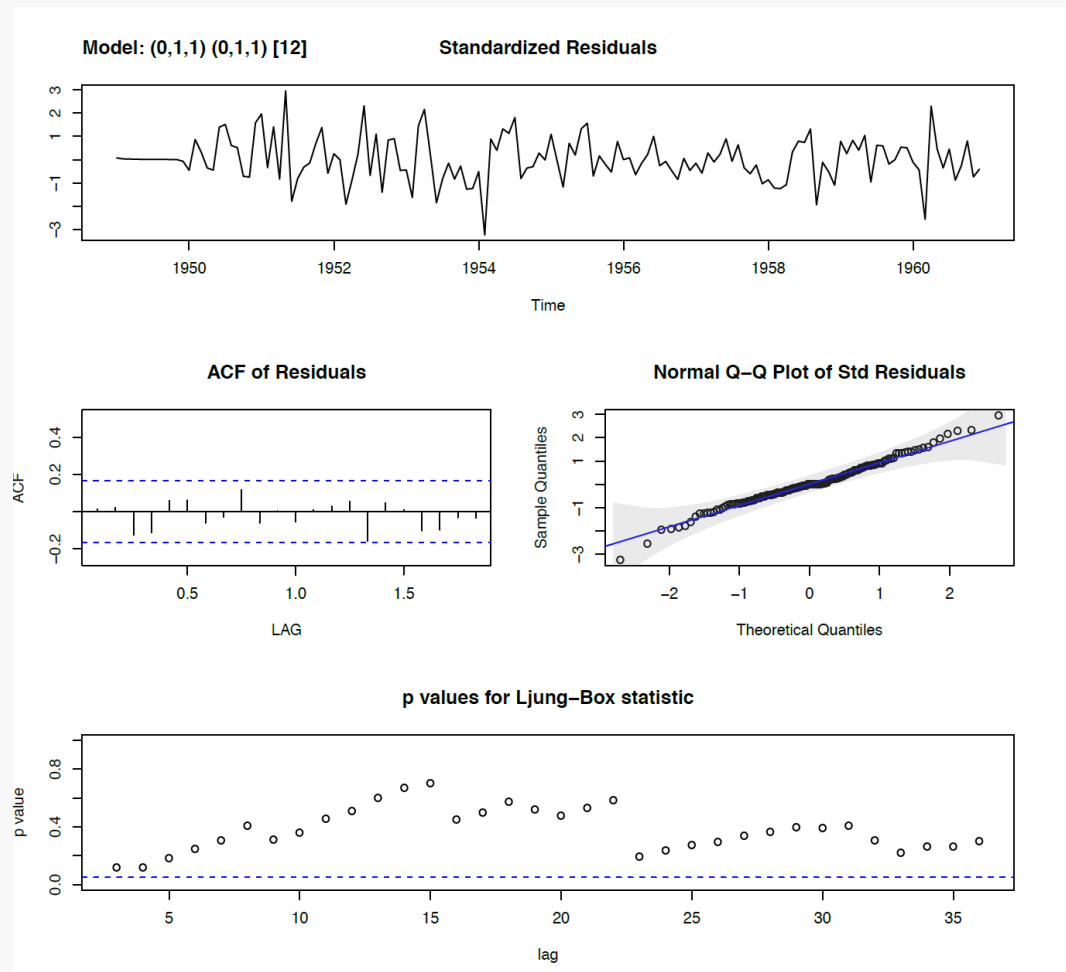 Model: (0,1,1) (0,1,1) [12] Standardized Residuals
3
2
1
−1
−3
1950 1952 1954 1956 1958 1960
Time
ACF of Residuals
ACF
0.4
0.2
−0.2
0.5 1.0 1.5
LAG
Normal Q−Q Plot of Std Residuals
Sample Quantiles
3
2
1
−1
−3
−2 −1 0 1 2
Theoretical Quantiles
p values for Ljung−Box statistic
p value
0.8
0.4
0.0
5 10 15 20 25 30 35
lag